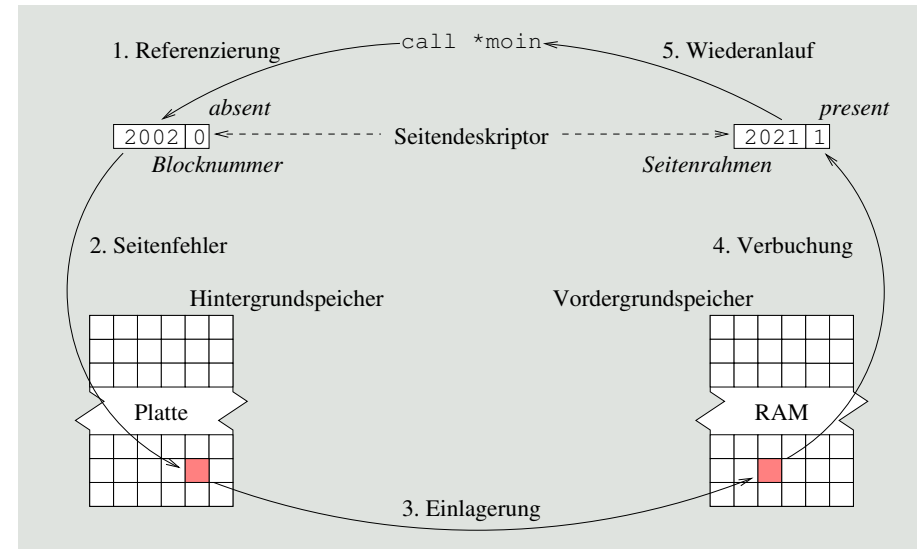 1. Referenzierung
call *moin
5. Wiederanlauf
absent
present
2002 0
Seitendeskriptor
2021 1
Blocknummer
Seitenrahmen
2. Seitenfehler
4. Verbuchung
Hintergrundspeicher
Vordergrundspeicher
Platte
RAM
3. Einlagerung